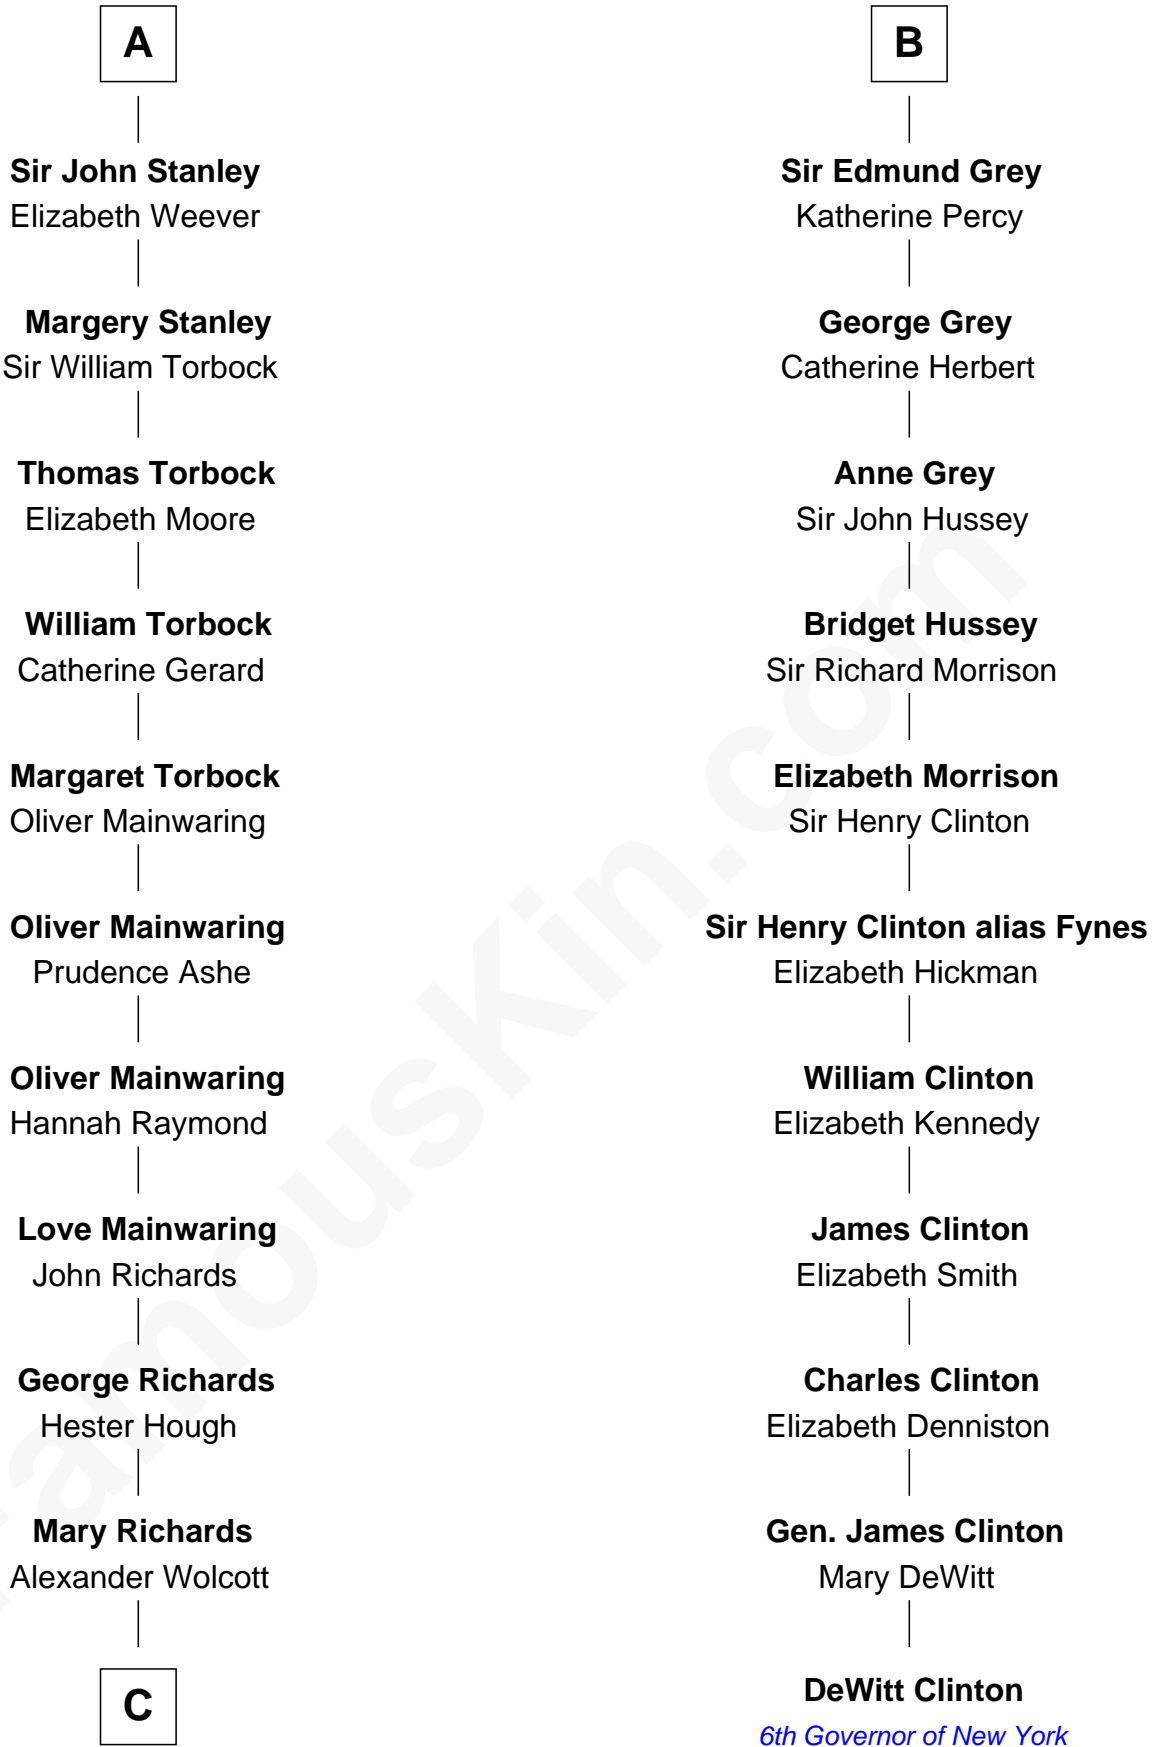 A
Sir John Stanley
Elizabeth Weever
Margery Stanley
Sir William Torbock
Thomas Torbock
Elizabeth Moore
William Torbock
Catherine Gerard
Margaret Torbock
Oliver Mainwaring
Oliver Mainwaring
Prudence Ashe
Oliver Mainwaring
Hannah Raymond
Love Mainwaring
John Richards
George Richards
Hester Hough
Mary Richards
Alexander Wolcott
C
B
Sir Edmund Grey
Katherine Percy
George Grey
Catherine Herbert
Anne Grey
Sir John Hussey
Bridget Hussey
Sir Richard Morrison
Elizabeth Morrison
Sir Henry Clinton
Sir Henry Clinton alias Fynes
Elizabeth Hickman
William Clinton
Elizabeth Kennedy
James Clinton
Elizabeth Smith
Charles Clinton
Elizabeth Denniston
Gen. James Clinton
Mary DeWitt
DeWitt Clinton
6th Governor of New York
FamousKin.com